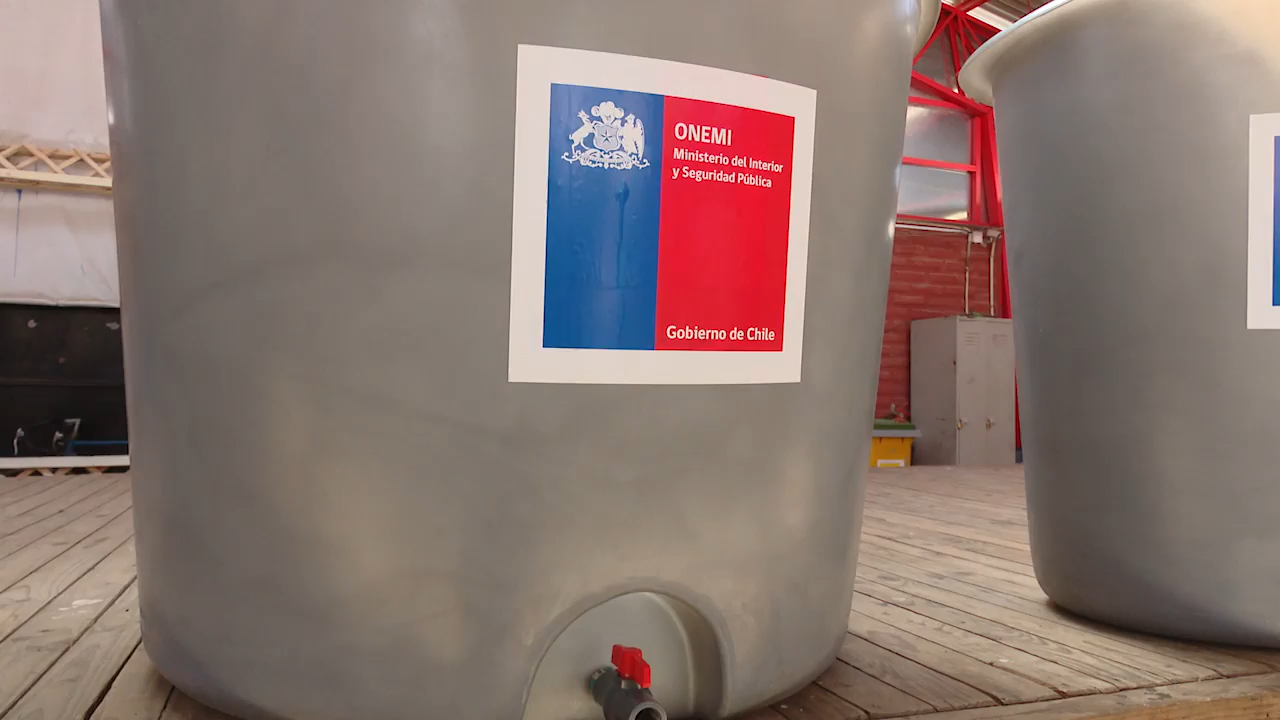 ONEMI
Ministerio del Interior
y Seguridad Pública
Gobierno de Chile